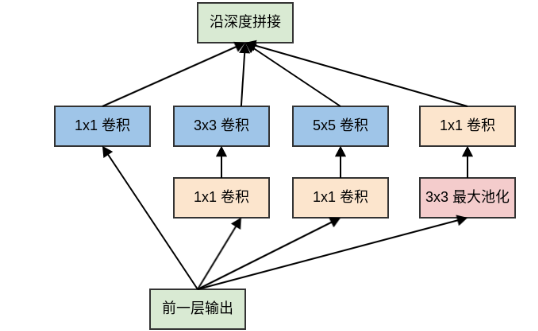 沿深度拼接
1x1 卷积
3x3 卷积
5x5 卷积
1x1 卷积
1x1 卷积
1x1 卷积
3x3 最大池化
前一层输出